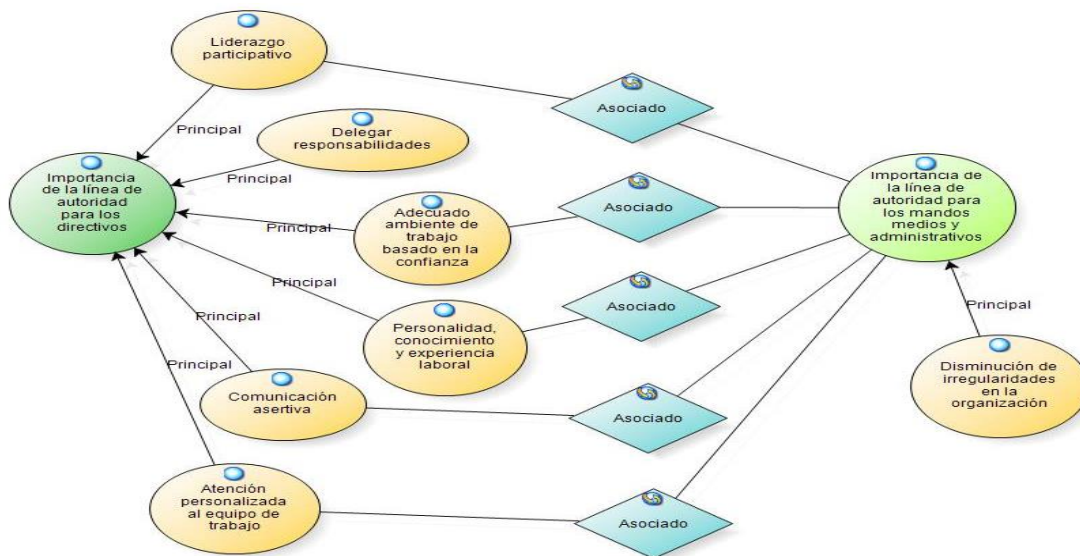 Liderazgo
participativo
Asociado
Principal
Delegar
responsabilidades
Importancia
de la línea de
autoridad
para los
directivos
Principal
Importancia de
la línea de
autoridad para
los mandos
medios y
administrativos
Asociado
Adecuado
ambiente de
trabajo
basado en la
confianza
Principal
Principal
Asociado
Personalidad,
conocimiento
y experiencia
laboral
Principal
Principal
Disminución de
irregularidades
en la
organización
Principal
Comunicación
asertiva
Asociado
Atención
personalizada
al equipo de
trabajo
Asociado